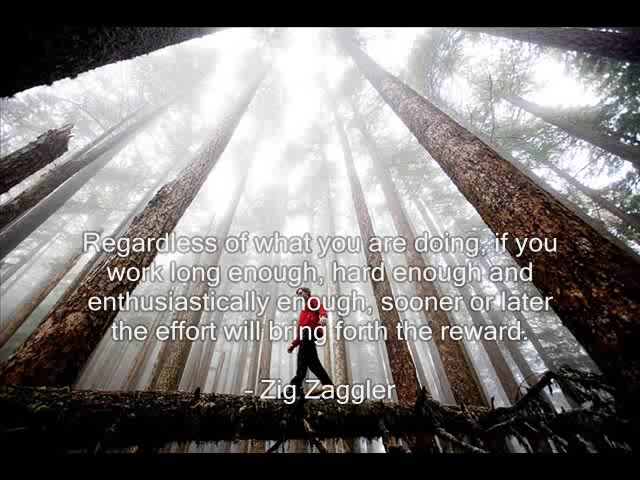 Regardless of what you are doing, if you
work long enough, hard enough and
enthusiastically enough, sooner or later
the effort will bring forth the reward.
- Zig Zaggler